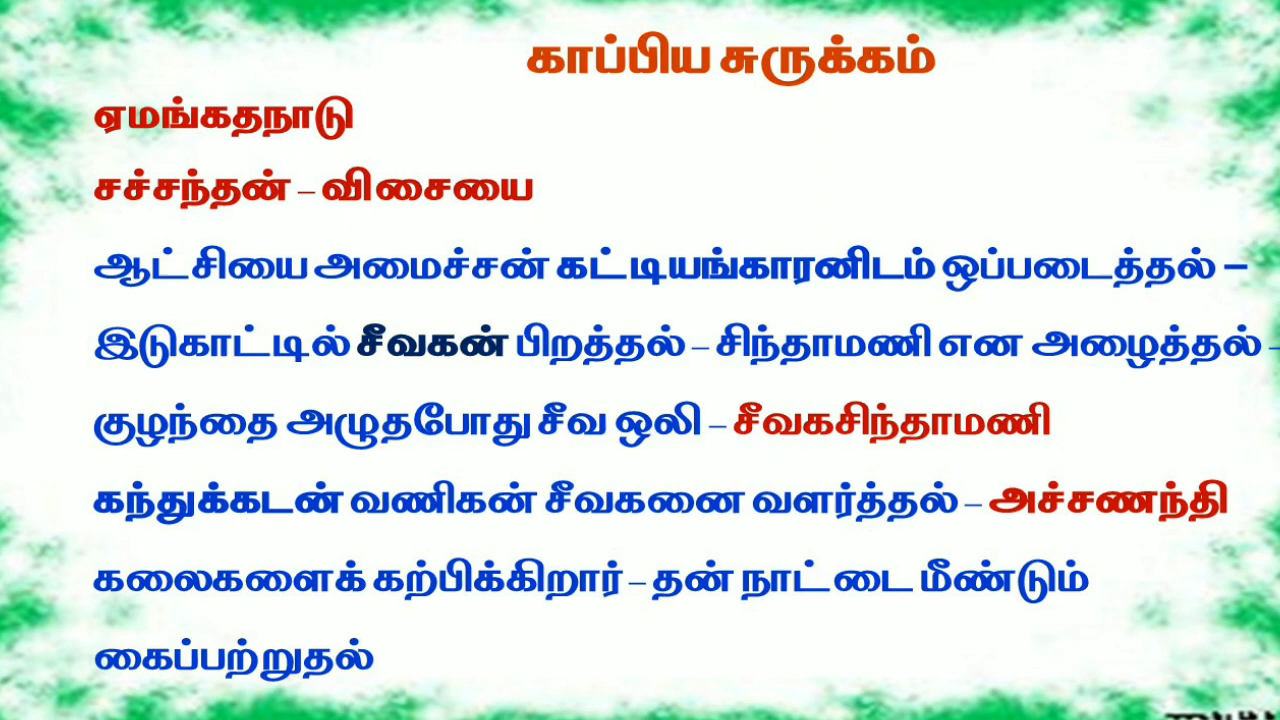 காப்பிய சுருக்கம்
ஏமங்கதநாடு
சச்சந்தன் – விசையை
ஆட்சியை அமைச்சன் கட்டியங்காரனிடம் ஒப்படைத்தல் –
இடுகாட்டில் சீவகன் பிறத்தல் – சிந்தாமணி என அழைத்தல் –
குழந்தை அழுதபோது சீவ ஒலி – சீவகசிந்தாமணி
கந்துக்கடன் வணிகன் சீவகனை வளர்த்தல் – அச்சணந்தி
கலைகளைக் கற்பிக்கிறார் – தன் நாட்டை மீண்டும்
கைப்பற்றுதல்